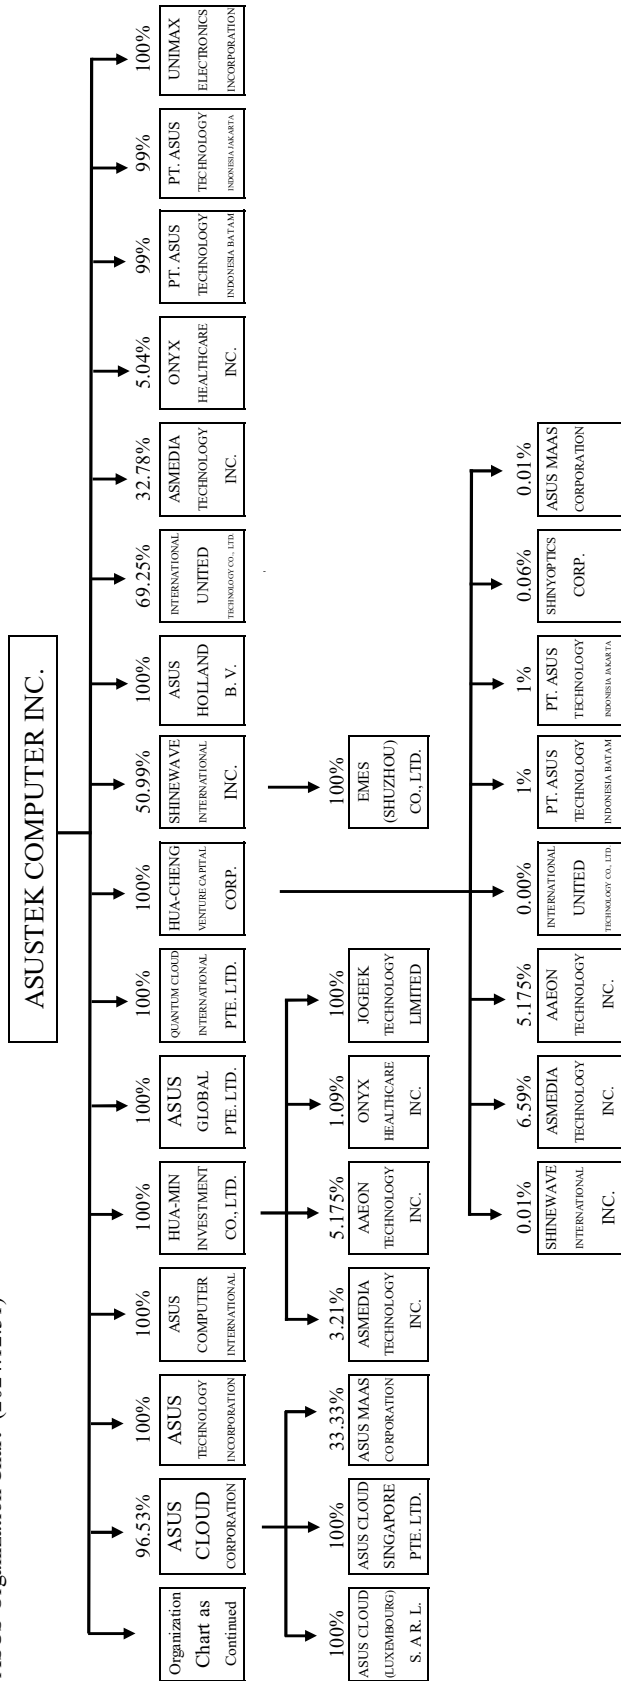 ASUSTEK COMPUTER INC.
Organization
Chart as
Continued
96.53%
ASUS
CLOUD
CORPORATION
100%
ASUS
TECHNOLOGY
INCORPORATION
100%
ASUS
COMPUTER
INTERNATIONAL
100%
HUA-MIN
INVESTMENT
CO., LTD.
100%
ASUS
GLOBAL
PTE. LTD.
100%
QUANTUM CLOUD
INTERNATIONAL
PTE. LTD.
100%
HUA-CHENG
VENTURE CAPITAL
CORP.
50.99%
SHINEWAVE
INTERNATIONAL
INC.
100%
ASUS
HOLLAND
B. V.
69.25%
INTERNATIONAL
UNITED
TECHNOLOGY CO., LTD.
32.78%
ASMEDIA
TECHNOLOGY
INC.
5.04%
ONYX
HEALTHCARE
INC.
99%
PT. ASUS
TECHNOLOGY
INDONESIA BATAM
99%
PT. ASUS
TECHNOLOGY
INDONESIA JAKARTA
100%
UNIMAX
ELECTRONICS
INCORPORATION
100%
ASUS CLOUD
(LUXEMBOURG)
S. A R. L.
100%
ASUS CLOUD
SINGAPORE
PTE. LTD.
33.33%
ASUS MAAS
CORPORATION
3.21%
ASMEDIA
TECHNOLOGY
INC.
5.175%
AAEON
TECHNOLOGY
INC.
1.09%
ONYX
HEALTHCARE
INC.
100%
JOGEEK
TECHNOLOGY
LIMITED
100%
EMES
(SHUZHOU)
CO., LTD.
0.01%
SHINEWAVE
INTERNATIONAL
INC.
6.59%
ASMEDIA
TECHNOLOGY
INC.
5.175%
AAEON
TECHNOLOGY
INC.
0.00%
INTERNATIONAL
UNITED
TECHNOLOGY CO., LTD.
1%
PT. ASUS
TECHNOLOGY
INDONESIA BATAM
1%
PT. ASUS
TECHNOLOGY
INDONESIA JAKARTA
0.06%
SHINYOPTICS
CORP.
0.01%
ASUS MAAS
CORPORATION